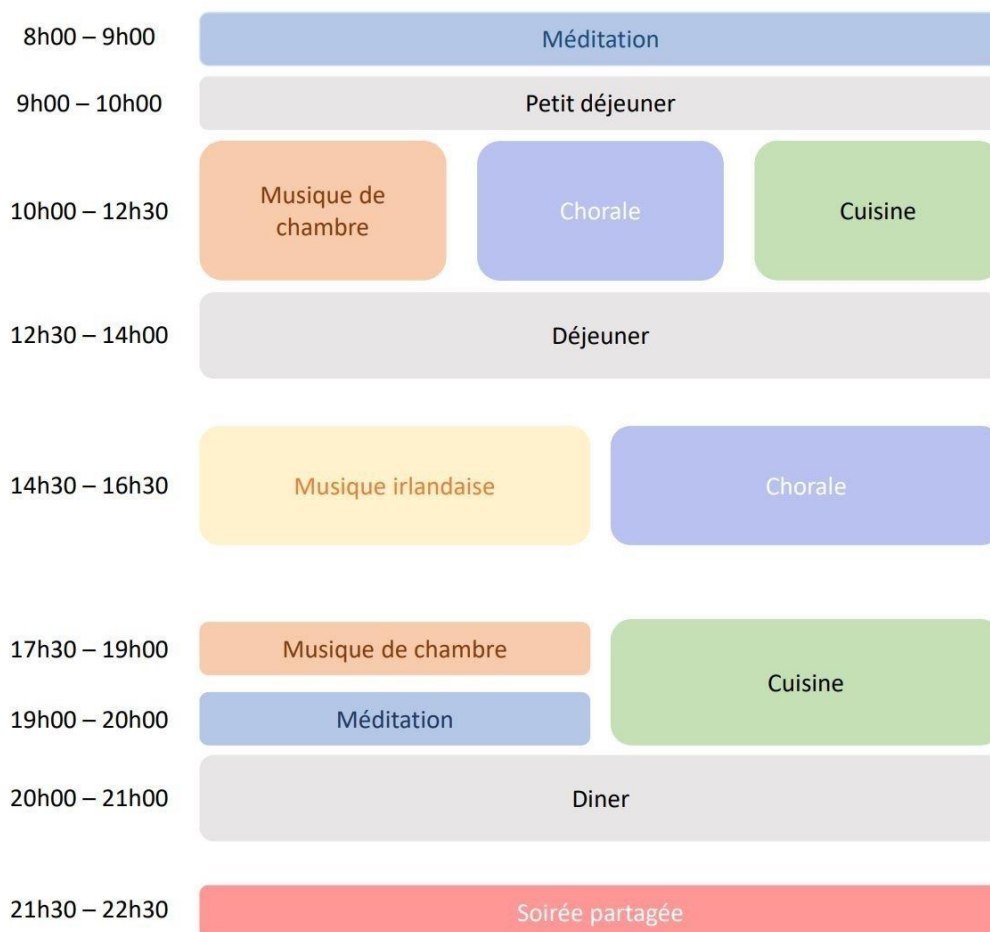 8h00 – 9h00 Méditation
9h00 – 10h00 Petit déjeuner
10h00 – 12h30 Musique de
chambre Chorale Cuisine
12h30 – 14h00 Déjeuner
14h30 – 16h30 Musique irlandaise Chorale
17h30 – 19h00 Musique de chambre
Cuisine
19h00 – 20h00 Méditation
20h00 – 21h00 Diner
21h30 – 22h30 Soirée partagée